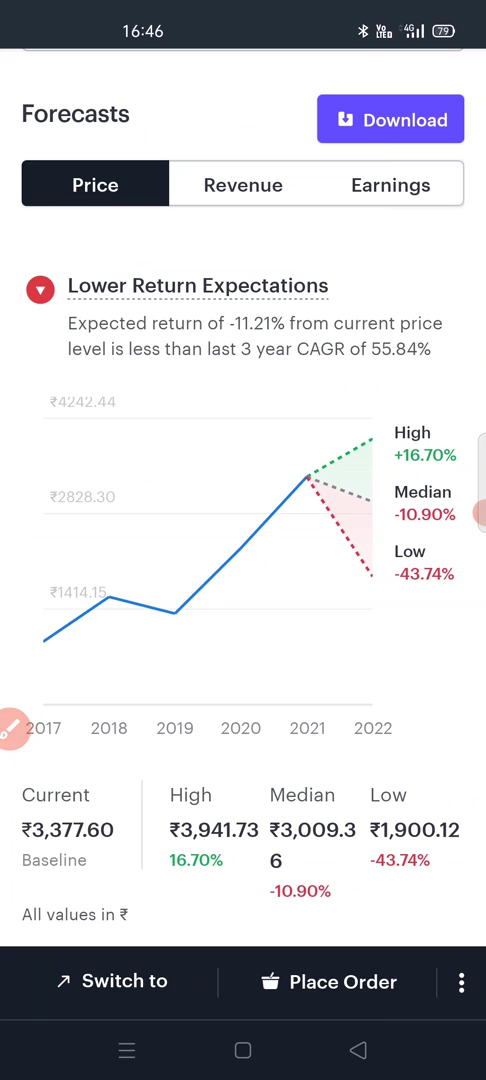 16:46
Vo LTED 4G 79
Forecasts
Download
Price Revenue Earnings
Lower Return Expectations
Expected return of -11.21% from current price
level is less than last 3 year CAGR of 55.84%
₹4242.44
High
+16.70%
Median
₹2828.30
-10.90%
Low
-43.74%
₹1414.15
2017 2018 2019 2020 2021 2022
Current High Median Low
₹3,377.60 ₹3,941.73 ₹3,009.3 ₹1,900.12
Baseline 16.70% 6 -43.74%
-10.90%
All values in ₹
Switch to Place Order